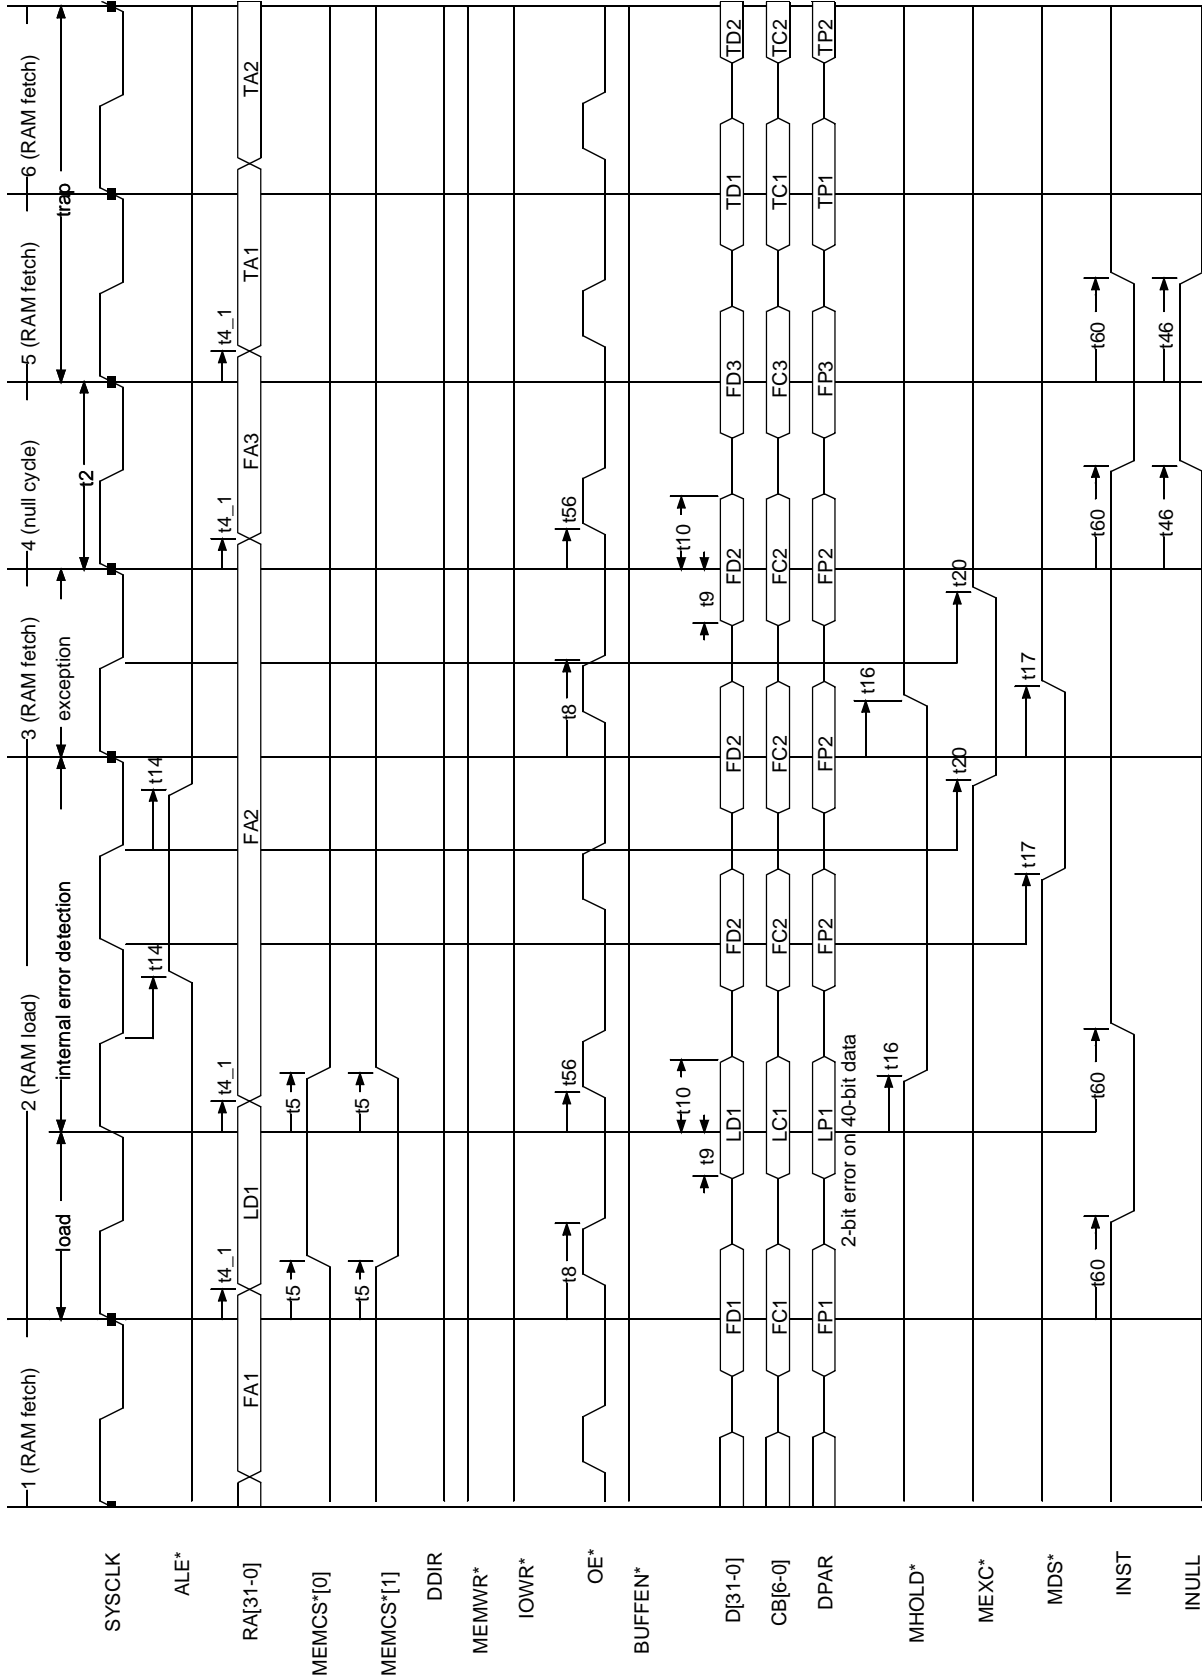 1 (RAM fetch)
2 (RAM load)
3 (RAM fetch)
4 (null cycle)
5 (RAM fetch)
6 (RAM fetch)
load
internal error detection
exception
t2
trap
SYSCLK
ALE*
t14
t14
RA[31-0]
FA1
t4_1
LD1
t4_1
FA2
t4_1
FA3
t4_1
TA1
TA2
MEMCS*[0]
t5
t5
MEMCS*[1]
t5
t5
DDIR
MEMWR*
IOWR*
OE*
t8
t56
t8
t56
BUFFEN*
t9
t10
t9
t10
D[31-0]
FD1
LD1
FD2
FD2
FD2
FD3
TD1
TD2
CB[6-0]
FC1
LC1
FC2
FC2
FC2
FC3
TC1
TC2
DPAR
FP1
LP1
FP2
FP2
FP2
FP3
TP1
TP2
2-bit error on 40-bit data
MHOLD*
t16
t16
MEXC*
t20
t20
MDS*
t17
t17
INST
t60
t60
t60
t60
INULL
t46
t46